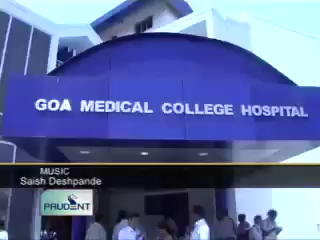 GOA MEDICAL COLLEGE HOSPITAL
MUSIC
Saish Deshpande
PRUDENT